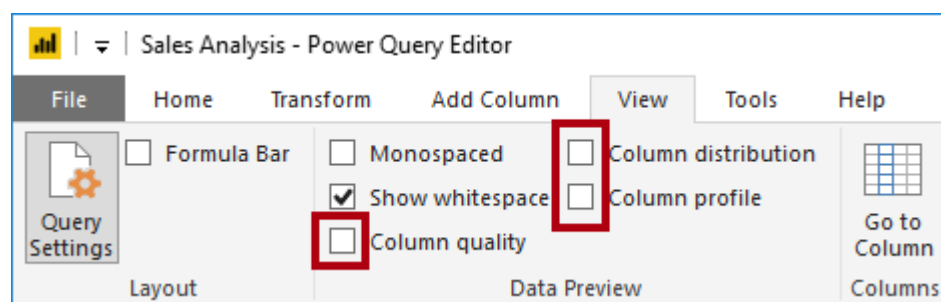 Sales Analysis - Power Query Editor
File Home Transform Add Column View Tools Help
Formula Bar Monospaced Column distribution
Show whitespace Column profile
Query Settings Column quality Go to Column
Layout Data Preview Columns